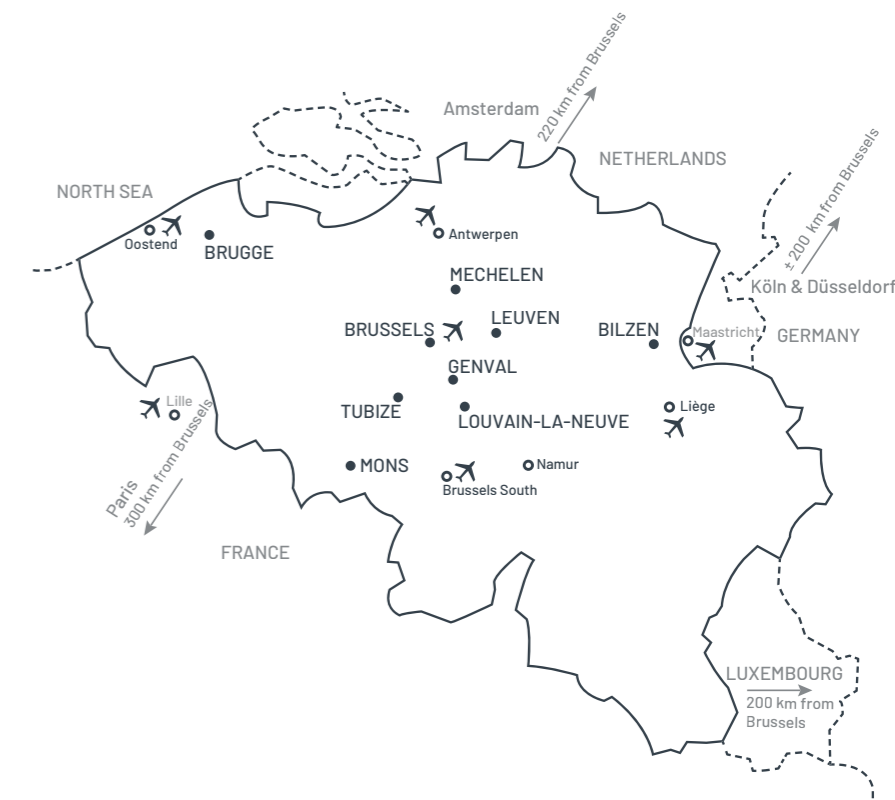 Amsterdam
220 km from Brussels
NETHERLANDS
NORTH SEA
± 200 km from Brussels
Oostend
BRUGGE
Antwerpen
MECHELEN
Köln & Düsseldorf
BRUSSELS
LEUVEN
BILZEN
Maastricht
GERMANY
GENVAL
Lille
TUBIZE
LOUVAIN-LA-NEUVE
Liège
MONS
Namur
Brussels South
Paris
300 km from Brussels
FRANCE
LUXEMBOURG
200 km from
Brussels